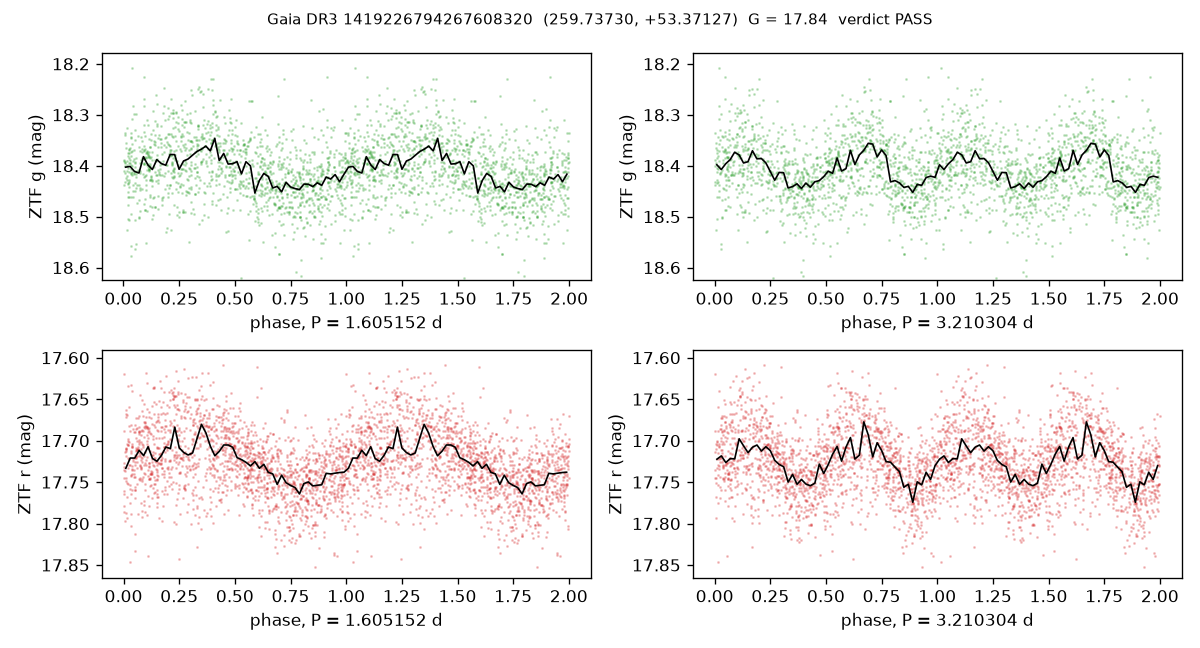 Gaia DR3 1419226794267608320  (259.73730, +53.37127)  G = 17.84  verdict PASS
ZTF g (mag)
18.2
18.3
18.4
18.5
18.6
0.00 0.25 0.50 0.75 1.00 1.25 1.50 1.75 2.00
phase, P = 1.605152 d
ZTF g (mag)
18.2
18.3
18.4
18.5
18.6
0.00 0.25 0.50 0.75 1.00 1.25 1.50 1.75 2.00
phase, P = 3.210304 d
ZTF r (mag)
17.60
17.65
17.70
17.75
17.80
17.85
0.00 0.25 0.50 0.75 1.00 1.25 1.50 1.75 2.00
phase, P = 1.605152 d
ZTF r (mag)
17.60
17.65
17.70
17.75
17.80
17.85
0.00 0.25 0.50 0.75 1.00 1.25 1.50 1.75 2.00
phase, P = 3.210304 d